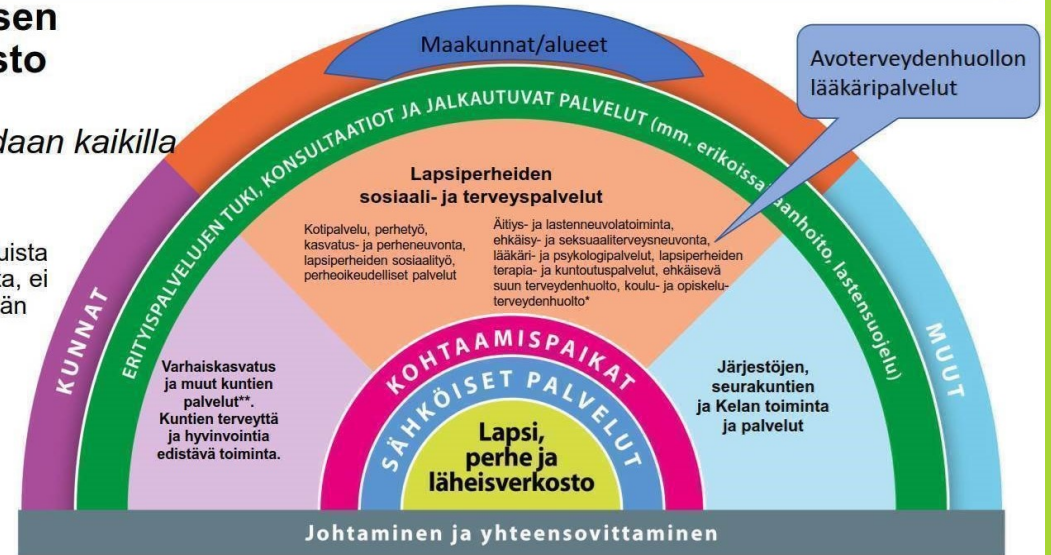 sen
sto
daan kaikilla
uista
ta, ei
än
Maakunnat/alueet
Avoterveydenhuollon
lääkäripalvelut
KUNNAT
MUUT
ERITYISPALVELUJEN TUKI, KONSULTAATIOT JA JALKAUTUVAT PALVELUT (mm. erikoissa aanhoito, lastensuojelu)
Lapsiperheiden
sosiaali- ja terveyspalvelut
Kotipalvelu, perhetyö,
kasvatus- ja perheneuvonta,
lapsiperheiden sosiaalityö,
perheoikeudelliset palvelut
Äitiys- ja lastenneuvolatoiminta,
ehkäisy- ja seksuaaliterveysneuvonta,
lääkäri- ja psykologipalvelut, lapsiperheiden
terapia- ja kuntoutuspalvelut, ehkäisevä
suun terveydenhuolto, koulu- ja opiskelu-
terveydenhuolto*
Varhaiskasvatus
ja muut kuntien
palvelut**.
Kuntien terveyttä
ja hyvinvointia
edistävä toiminta.
Järjestöjen,
seurakuntien
ja Kelan toiminta
ja palvelut
KOHTAAMISPAIKAT
SÄHKÖISET PALVELUT
Lapsi,
perhe ja
läheisverkosto
Johtaminen ja yhteensovittaminen